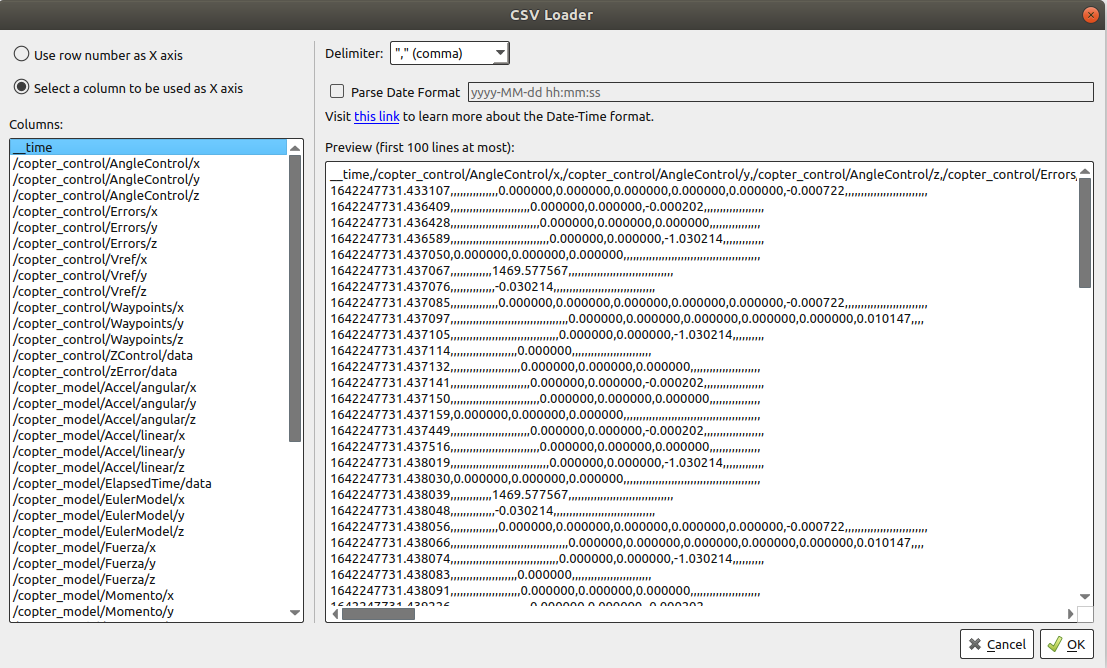 CSV Loader
Use row number as X axis
Select a column to be used as X axis
Columns:
__time
/copter_control/AngleControl/x
/copter_control/AngleControl/y
/copter_control/AngleControl/z
/copter_control/Errors/x
/copter_control/Errors/y
/copter_control/Errors/z
/copter_control/Vref/x
/copter_control/Vref/y
/copter_control/Vref/z
/copter_control/Waypoints/x
/copter_control/Waypoints/y
/copter_control/Waypoints/z
/copter_control/ZControl/data
/copter_control/zError/data
/copter_model/Accel/angular/x
/copter_model/Accel/angular/y
/copter_model/Accel/angular/z
/copter_model/Accel/linear/x
/copter_model/Accel/linear/y
/copter_model/Accel/linear/z
/copter_model/ElapsedTime/data
/copter_model/EulerModel/x
/copter_model/EulerModel/y
/copter_model/EulerModel/z
/copter_model/Fuerza/x
/copter_model/Fuerza/y
/copter_model/Fuerza/z
/copter_model/Momento/x
/copter_model/Momento/y
Delimiter: "," (comma)
Parse Date Format yyyy-MM-dd hh:mm:ss
Visit this link to learn more about the Date-Time format.
Preview (first 100 lines at most):
__time,/copter_control/AngleControl/x,/copter_control/AngleControl/y,/copter_control/AngleControl/z,/copter_control/Errors,
1642247731.433107,,,,,,,,,,,,,,,0.000000,0.000000,0.000000,0.000000,0.000000,-0.000722,,,,,,,,,,,,,,,,,,,,,,,,,,
1642247731.436409,,,,,,,,,,,,,,,,,,,,,,,,,0.000000,0.000000,-0.000202,,,,,,,,,,,,,,,,,,,
1642247731.436428,,,,,,,,,,,,,,,,,,,,,,,,,,,,0.000000,0.000000,0.000000,,,,,,,,,,,,,,,,
1642247731.436589,,,,,,,,,,,,,,,,,,,,,,,,,,,,,,,0.000000,0.000000,-1.030214,,,,,,,,,,,,,
1642247731.437050,0.000000,0.000000,0.000000,,,,,,,,,,,,,,,,,,,,,,,,,,,,,,,,,,,,,,,,,,,
1642247731.437067,,,,,,,,,,,,,1469.577567,,,,,,,,,,,,,,,,,,,,,,,,,,,,,,,,,
1642247731.437076,,,,,,,,,,,,,,-0.030214,,,,,,,,,,,,,,,,,,,,,,,,,,,,,,,,
1642247731.437085,,,,,,,,,,,,,,,0.000000,0.000000,0.000000,0.000000,0.000000,-0.000722,,,,,,,,,,,,,,,,,,,,,,,,,,
1642247731.437097,,,,,,,,,,,,,,,,,,,,,,,,,,,,,,,,,,,,,0.000000,0.000000,0.000000,0.000000,0.000000,0.010147,,,,
1642247731.437105,,,,,,,,,,,,,,,,,,,,,,,,,,,,,,,,,,0.000000,0.000000,-1.030214,,,,,,,,,,
1642247731.437114,,,,,,,,,,,,,,,,,,,,,0.000000,,,,,,,,,,,,,,,,,,,,,,,,,
1642247731.437132,,,,,,,,,,,,,,,,,,,,,,0.000000,0.000000,0.000000,,,,,,,,,,,,,,,,,,,,,,
1642247731.437141,,,,,,,,,,,,,,,,,,,,,,,,,0.000000,0.000000,-0.000202,,,,,,,,,,,,,,,,,,,
1642247731.437150,,,,,,,,,,,,,,,,,,,,,,,,,,,,0.000000,0.000000,0.000000,,,,,,,,,,,,,,,,
1642247731.437159,0.000000,0.000000,0.000000,,,,,,,,,,,,,,,,,,,,,,,,,,,,,,,,,,,,,,,,,,,
1642247731.437449,,,,,,,,,,,,,,,,,,,,,,,,,0.000000,0.000000,-0.000202,,,,,,,,,,,,,,,,,,,
1642247731.437516,,,,,,,,,,,,,,,,,,,,,,,,,,,,0.000000,0.000000,0.000000,,,,,,,,,,,,,,,,
1642247731.438019,,,,,,,,,,,,,,,,,,,,,,,,,,,,,,,0.000000,0.000000,-1.030214,,,,,,,,,,,,,
1642247731.438030,0.000000,0.000000,0.000000,,,,,,,,,,,,,,,,,,,,,,,,,,,,,,,,,,,,,,,,,,,
1642247731.438039,,,,,,,,,,,,,1469.577567,,,,,,,,,,,,,,,,,,,,,,,,,,,,,,,,,
1642247731.438048,,,,,,,,,,,,,,-0.030214,,,,,,,,,,,,,,,,,,,,,,,,,,,,,,,,
1642247731.438056,,,,,,,,,,,,,,,0.000000,0.000000,0.000000,0.000000,0.000000,-0.000722,,,,,,,,,,,,,,,,,,,,,,,,,,
1642247731.438066,,,,,,,,,,,,,,,,,,,,,,,,,,,,,,,,,,,,,0.000000,0.000000,0.000000,0.000000,0.000000,0.010147,,,,
1642247731.438074,,,,,,,,,,,,,,,,,,,,,,,,,,,,,,,,,,0.000000,0.000000,-1.030214,,,,,,,,,,
1642247731.438083,,,,,,,,,,,,,,,,,,,,,0.000000,,,,,,,,,,,,,,,,,,,,,,,,,
1642247731.438091,,,,,,,,,,,,,,,,,,,,,,0.000000,0.000000,0.000000,,,,,,,,,,,,,,,,,,,,,,
Cancel
OK